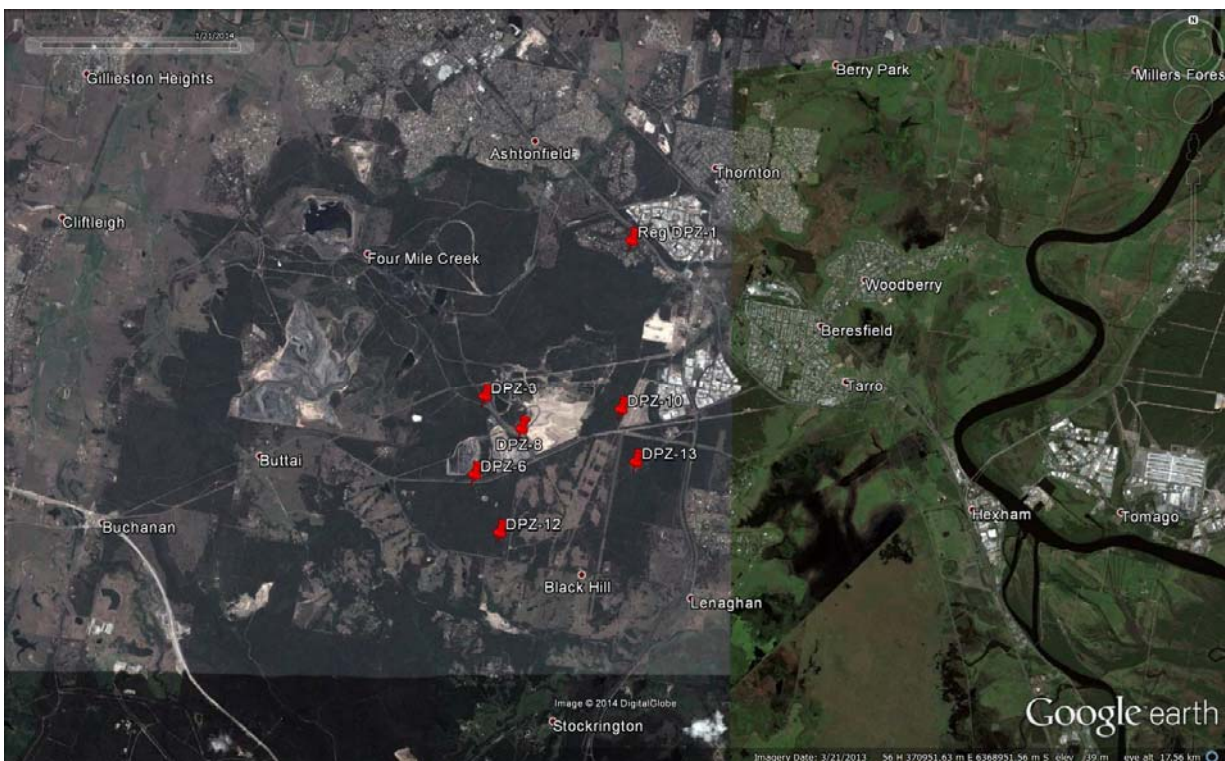 1/21/2014
N
Gillieston Heights
Berry Park
Millers Fores
Ashtonfield
Thornton
Cliftleigh
Reg DPZ-1
Four Mile Creek
Woodberry
Beresfield
DPZ-3
Tarro
DPZ-10
DPZ-8
DPZ-13
Buttai
DPZ-6
Buchanan
DPZ-12
Hexham
Tomago
Black Hill
Lenaghan
Image © 2014 DigitalGlobe
Stockrington
Google earth
Imagery Date: 3/21/2013 56 H 370951.63 m E 6368951.56 m S elev 39 m eye alt 17.56 km